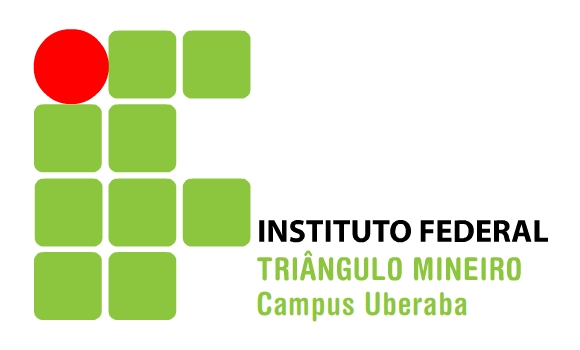 INSTITUTO FEDERAL
TRIÂNGULO MINEIRO
Campus Uberaba